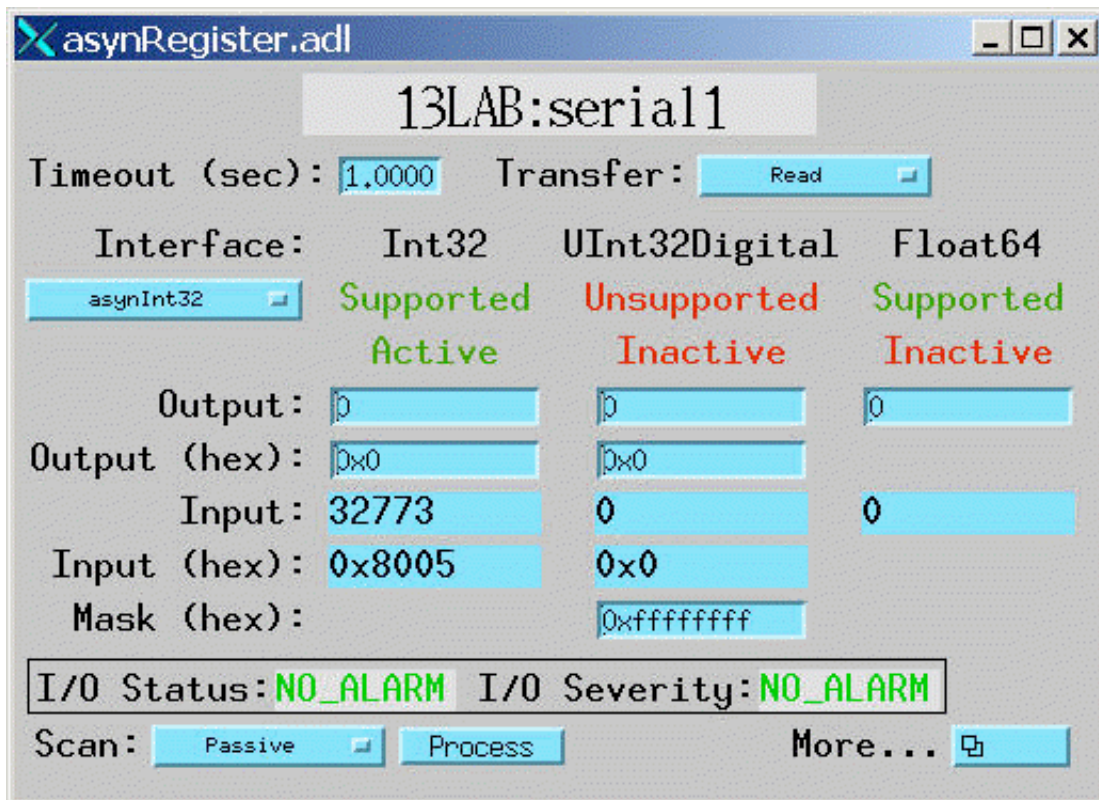 asynRegister.adl
13LAB:serial1
Timeout (sec): 1.0000 Transfer: Read
Interface: Int32 UInt32Digital Float64
asynInt32 Supported Unsupported Supported
Active Inactive Inactive
Output: 0 0 0
Output (hex): 0x0 0x0
Input: 32773 0 0
Input (hex): 0x8005 0x0
Mask (hex): 0xffffffff
I/O Status: NO_ALARM I/O Severity: NO_ALARM
Scan: Passive Process More...